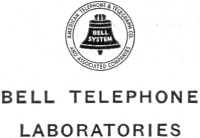 AMERICAN TELEPHONE & TELEGRAPH CO.
BELL
SYSTEM
AND ASSOCIATED COMPANIES
BELL TELEPHONE
LABORATORIES